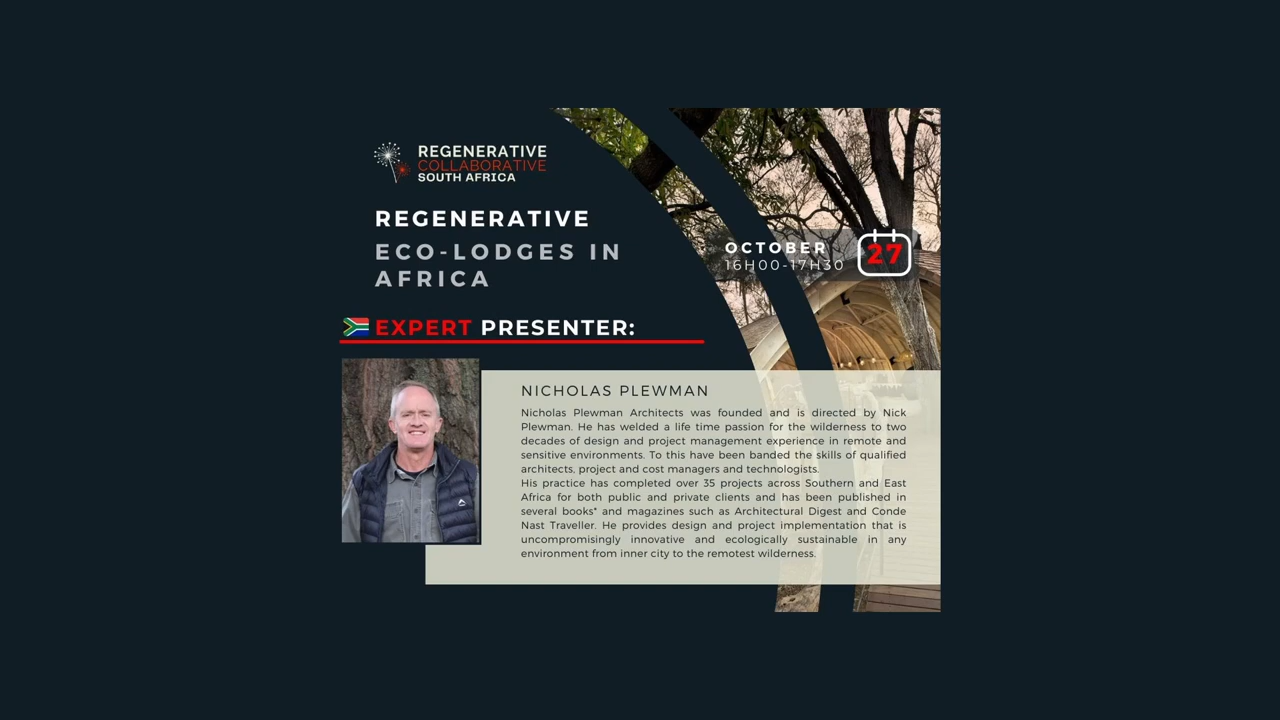 REGENERATIVE
COLLABORATIVE
SOUTH AFRICA
REGENERATIVE
ECO-LODGES IN
AFRICA
OCTOBER
16H00-17H30
27
EXPERT PRESENTER:
NICHOLAS PLEWMAN
Nicholas Plewman Architects was founded and is directed by Nick
Plewman. He has welded a life time passion for the wilderness to two
decades of design and project management experience in remote and
sensitive environments. To this have been banded the skills of qualified
architects, project and cost managers and technologists.
His practice has completed over 35 projects across Southern and East
Africa for both public and private clients and has been published in
several books* and magazines such as Architectural Digest and Conde
Nast Traveller. He provides design and project implementation that is
uncompromisingly innovative and ecologically sustainable in any
environment from inner city to the remotest wilderness.